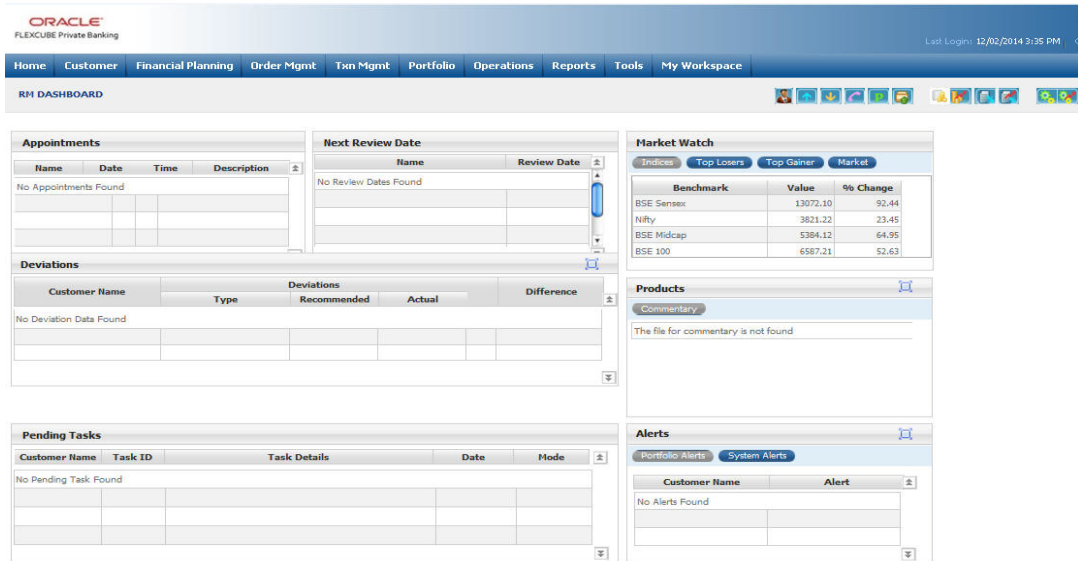 ORACLE
FLEXCUBE Private Banking
Last Login: 12/02/2014 3:35 PM
Home Customer Financial Planning Order Mgmt Txn Mgmt Portfolio Operations Reports Tools My Workspace
RM DASHBOARD
Appointments
Name Date Time Description
No Appointments Found
Next Review Date
Name Review Date
No Review Dates Found
Market Watch
Indices Top Losers Top Gainer Market
Benchmark Value % Change
BSE Sensex 13072.10 92.44
Nifty 3821.22 23.45
BSE Midcap 5384.12 64.95
BSE 100 6587.21 52.63
Deviations
Customer Name Deviations Difference
Type Recommended Actual
No Deviation Data Found
Products
Commentary
The file for commentary is not found
Pending Tasks
Customer Name Task ID Task Details Date Mode
No Pending Task Found
Alerts
Portfolio Alerts System Alerts
Customer Name Alert
No Alerts Found